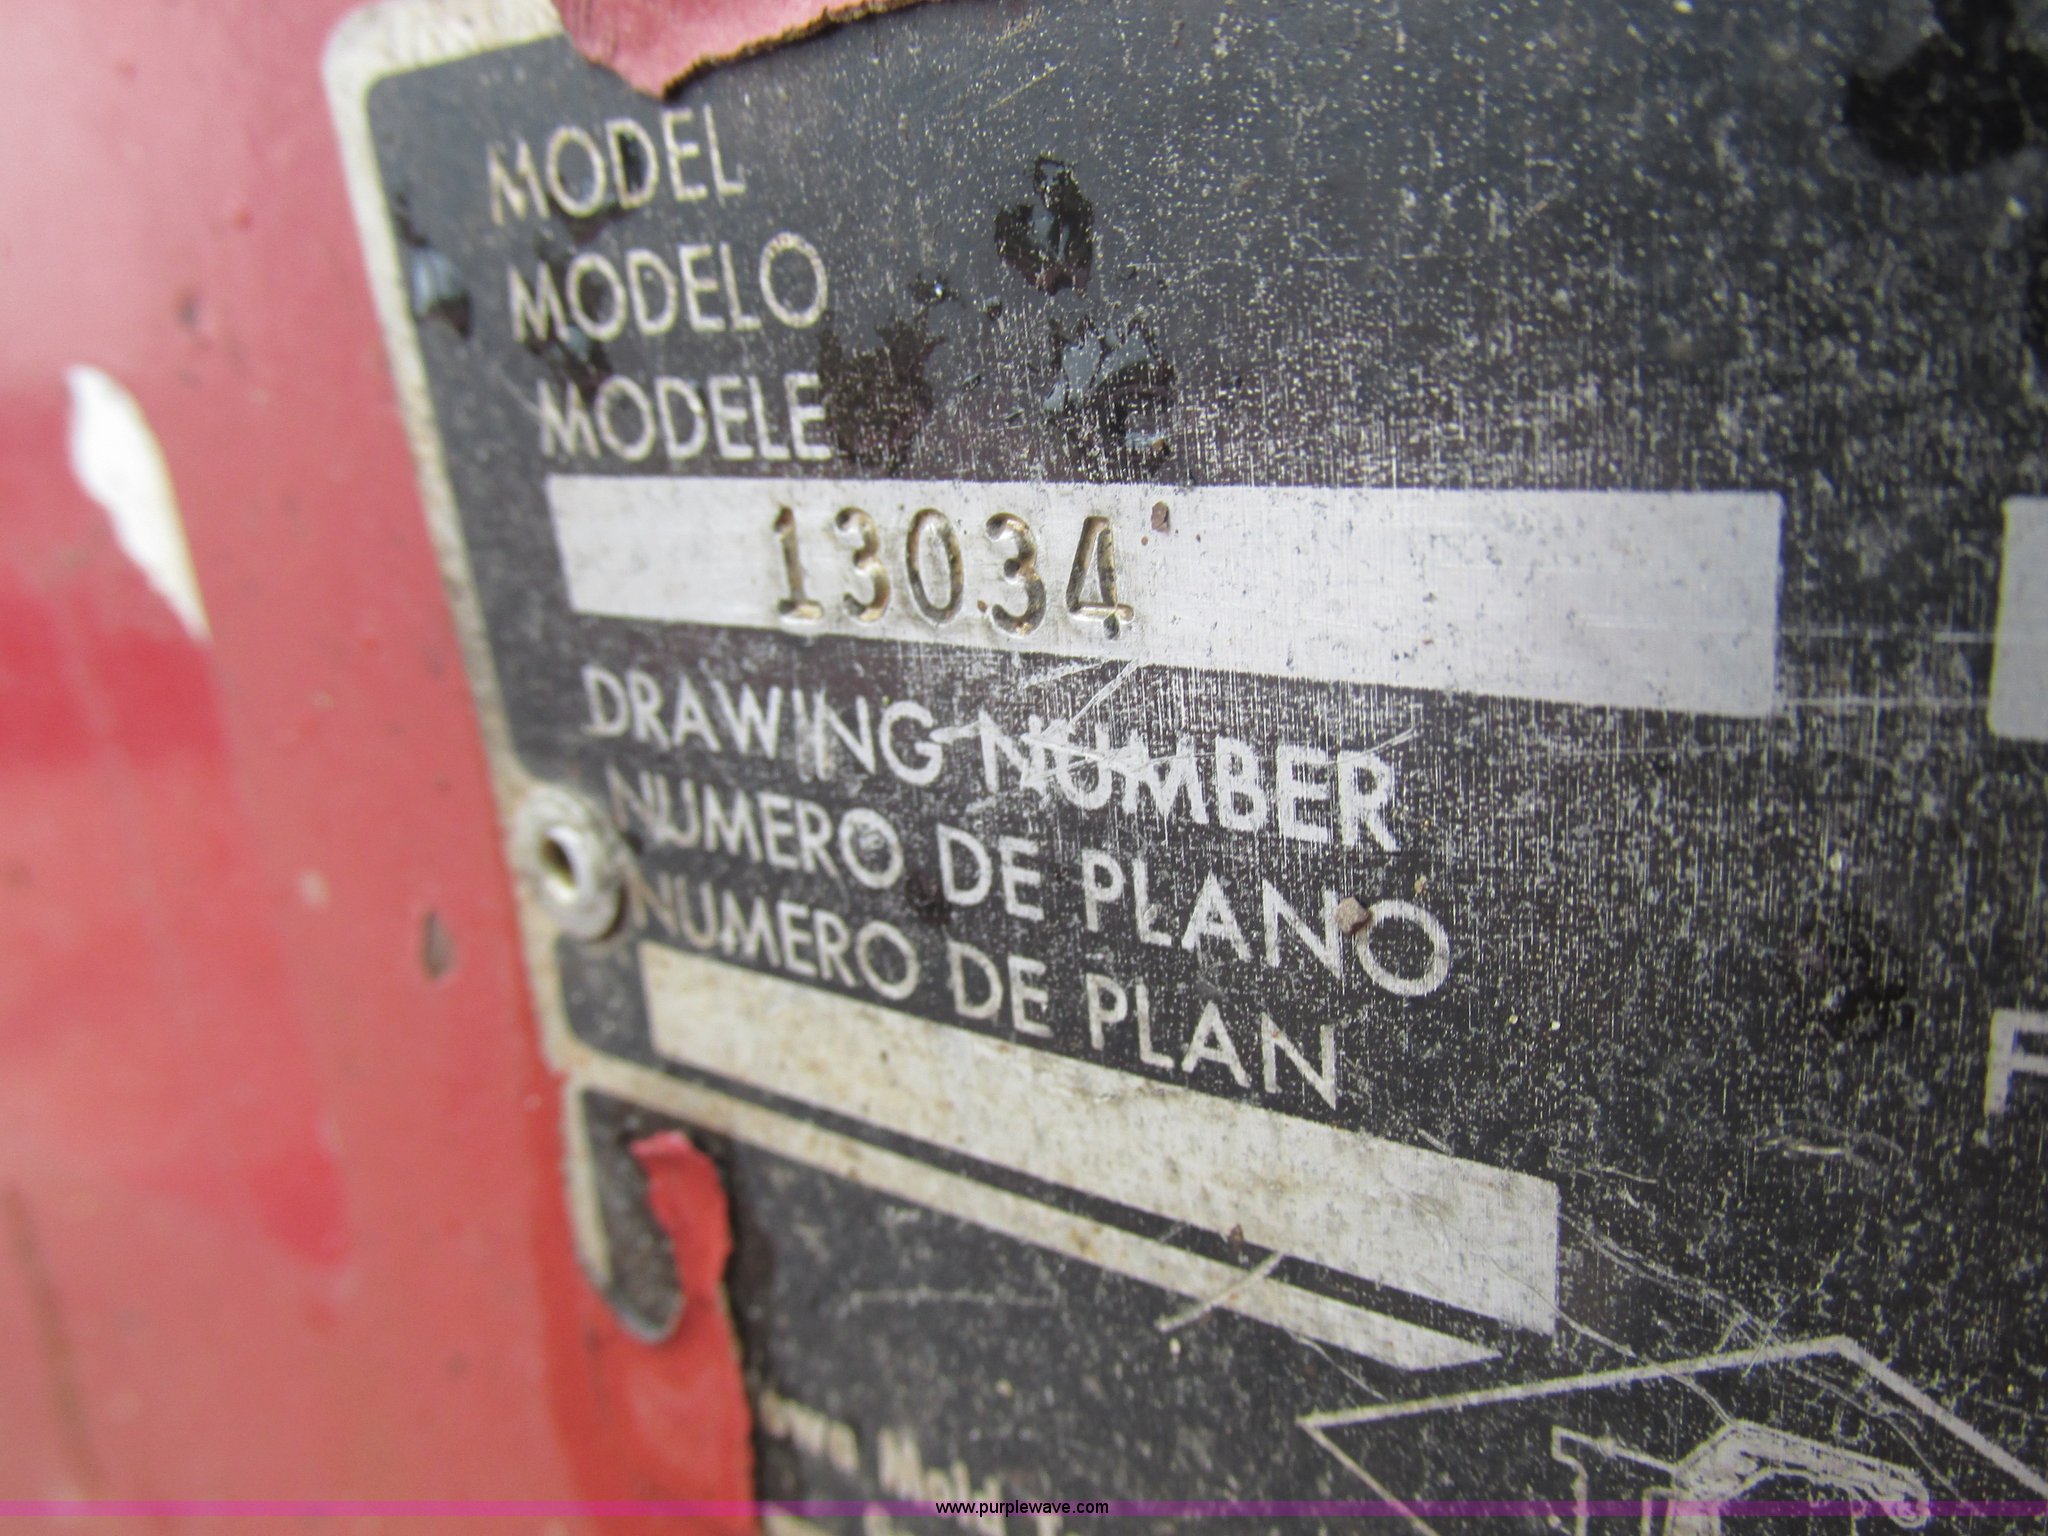 MODEL
MODELO
MODELE
13034
DRAWING NUMBER
NUMERO DE PLANO
NUMERO DE PLAN
www.purplewave.com